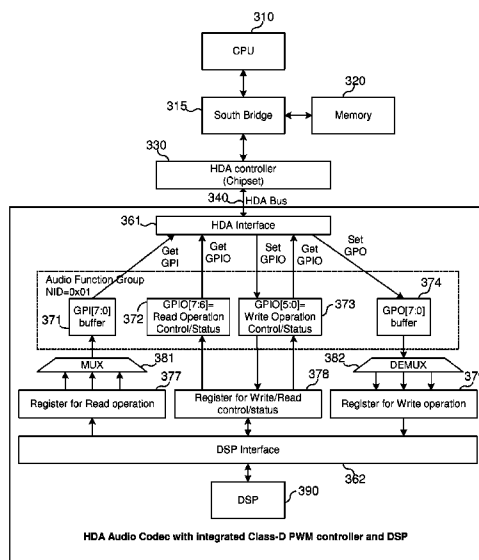 310
CPU
320
315
South Bridge
Memory
330
HDA controller
(Chipset)
340
HDA Bus
361
HDA Interface
Get
GPI
Get
GPIO
Set
GPIO
Get
GPIO
Set
GPO
Audio Function Group
NID=0x01
374
371
GPI[7:0]
buffer
372
GPIO[7:6]=
Read Operation
Control/Status
GPIO[5:0]=
Write Operation
Control/Status
373
GPO[7:0]
buffer
MUX
381
382
DEMUX
377
378
Register for Read operation
Register for Write/Read
control/status
Register for Write operation
DSP Interface
362
DSP
390
HDA Audio Codec with integrated Class-D PWM controller and DSP